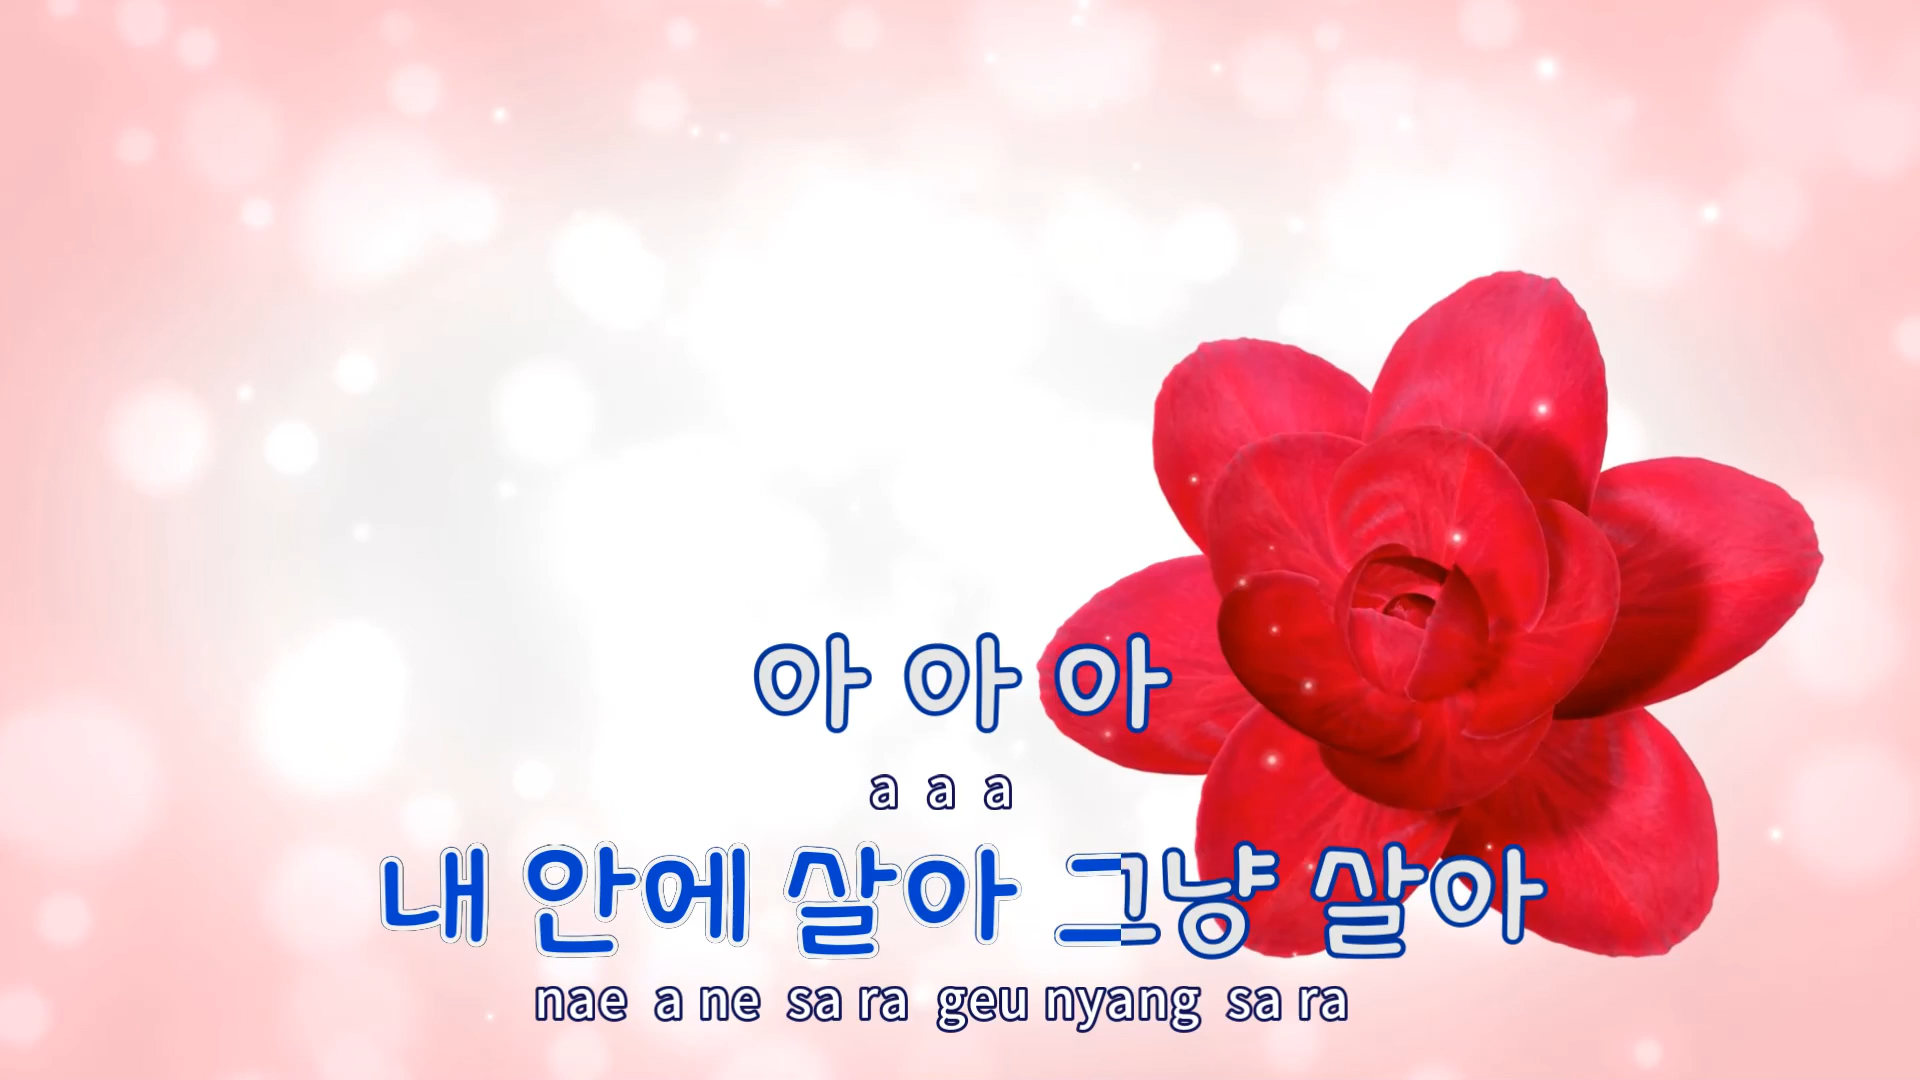 아 아 아
a a a
내 안에 살아 그냥 살아
nae a ne sa ra geu nyang sa ra